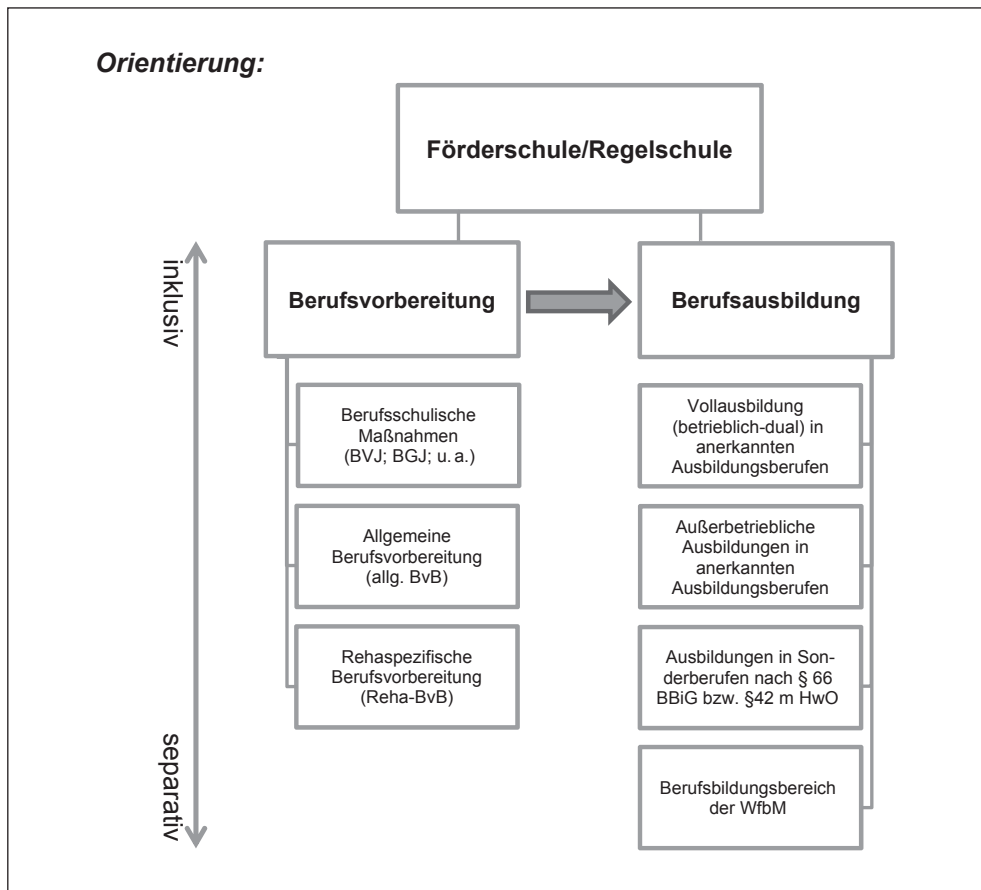 Orientierung:
Förderschule/Regelschule
inklusiv
separativ
Berufsvorbereitung
Berufsschulische
Maßnahmen
(BVJ; BGJ; u. a.)
Allgemeine
Berufsvorbereitung
(allg. BvB)
Rehaspezifische
Berufsvorbereitung
(Reha-BvB)
Berufsausbildung
Vollausbildung
(betrieblich-dual) in
anerkannten
Ausbildungsberufen
Außerbetriebliche
Ausbildungen in
anerkannten
Ausbildungsberufen
Ausbildungen in Son-
derberufen nach § 66
BBiG bzw. §42 m HwO
Berufsbildungsbereich
der WfbM